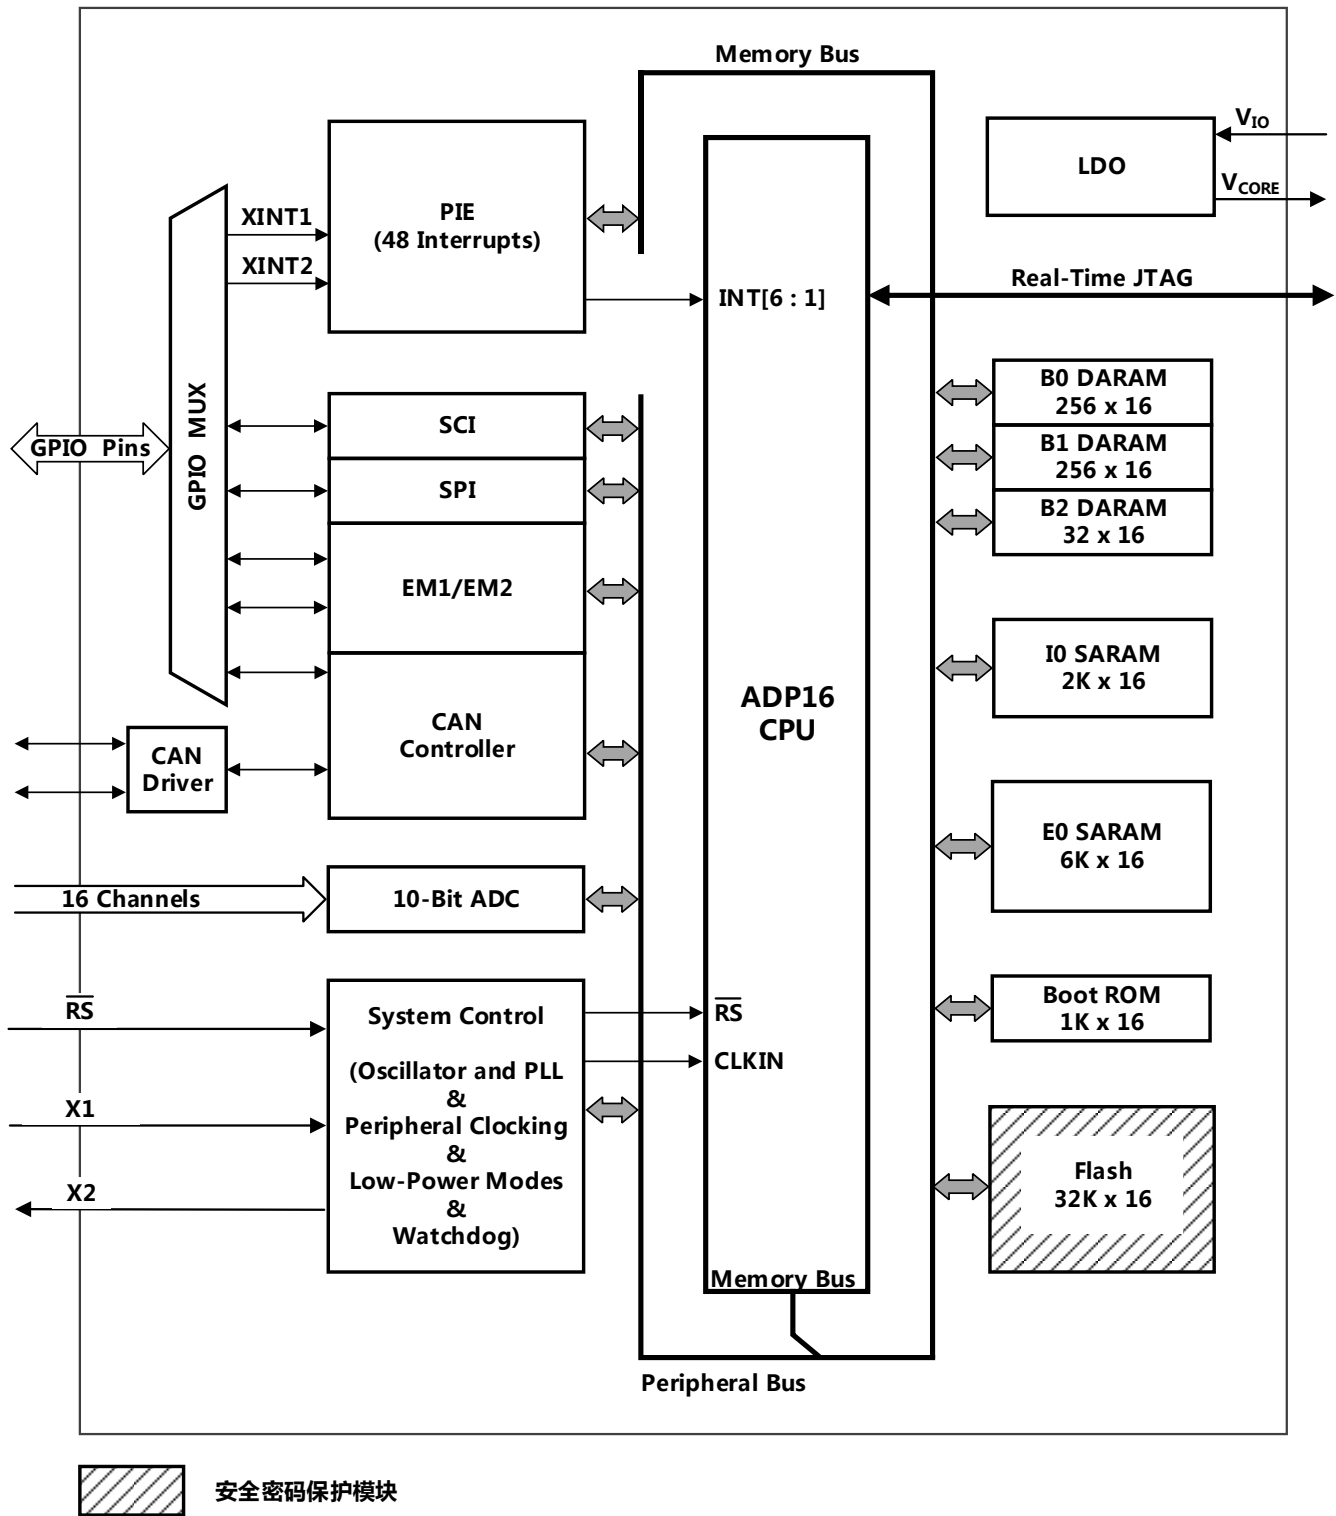 Memory Bus
V_IO
LDO
V_CORE
PIE
(48 Interrupts)
XINT1
XINT2
INT[6 : 1]
Real-Time JTAG
GPIO Pins
GPIO MUX
SCI
SPI
EM1/EM2
CAN
Controller
CAN
Driver
B0 DARAM
256 x 16
B1 DARAM
256 x 16
B2 DARAM
32 x 16
I0 SARAM
2K x 16
ADP16
CPU
E0 SARAM
6K x 16
16 Channels
10-Bit ADC
R̅S̅
X1
X2
System Control
(Oscillator and PLL
&
Peripheral Clocking
&
Low-Power Modes
&
Watchdog)
R̅S̅
CLKIN
Boot ROM
1K x 16
Flash
32K x 16
Memory Bus
Peripheral Bus
安全密码保护模块